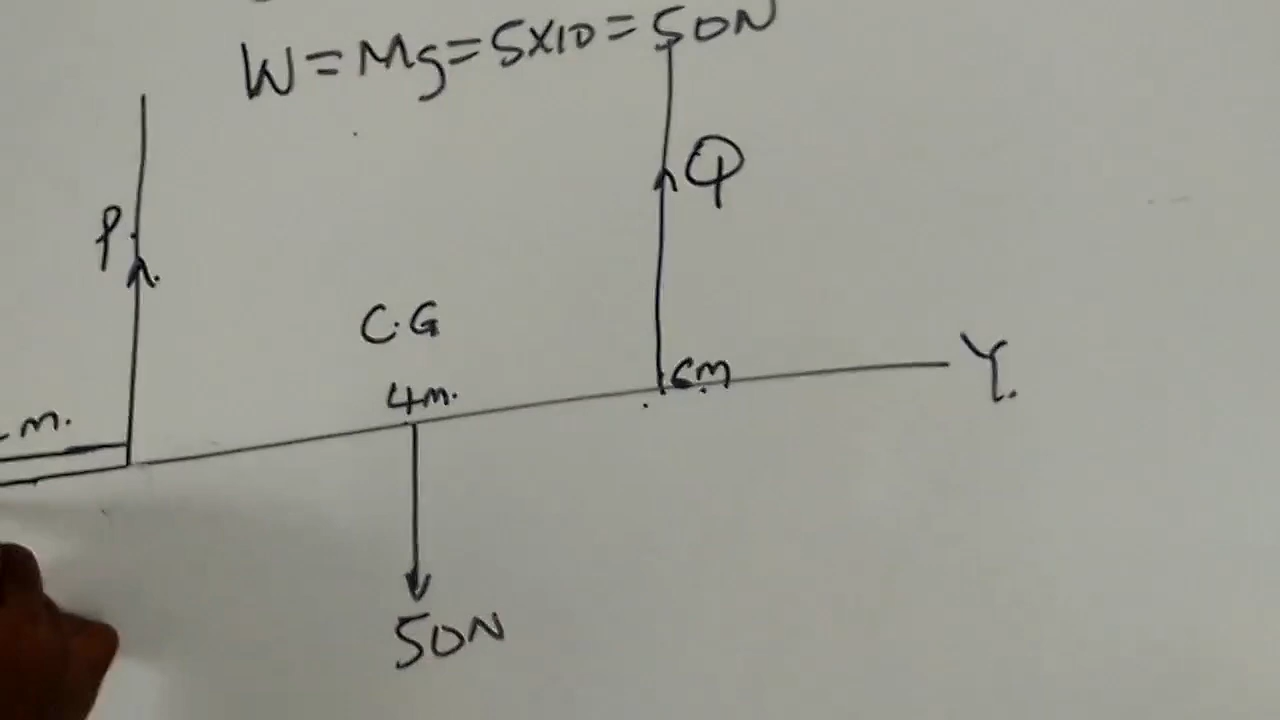 W = Mg = 5x10 = 50N
P
Q
C.G
4m.
6m
Y.
m.
50N